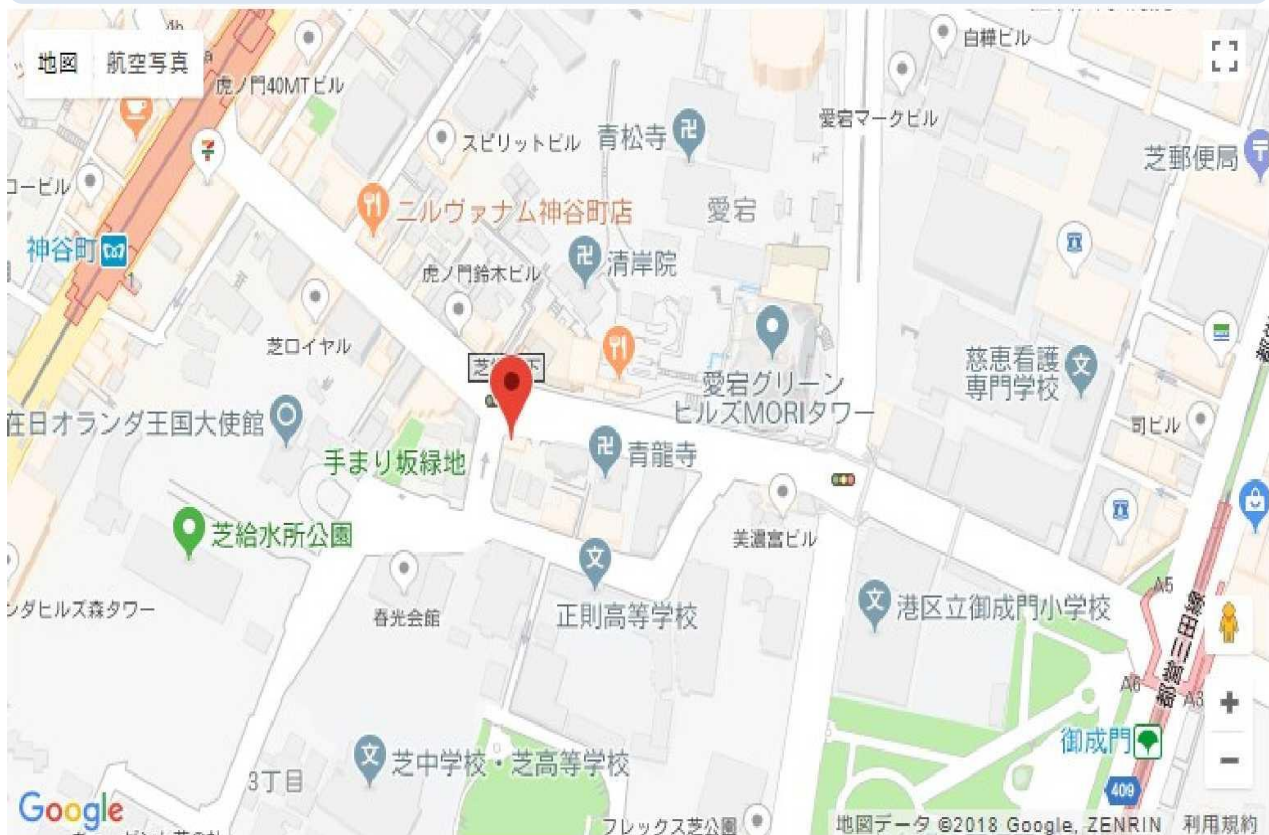 地図 航空写真
虎ノ門40MTビル
白樺ビル
スピリットビル
青松寺
愛宕マークビル
芝郵便局
ロービル
ニルヴァナム神谷町店
愛宕
神谷町
1
清岸院
虎ノ門鈴木ビル
芝ロイヤル
愛宕グリーン
ヒルズMORIタワー
慈恵看護
専門学校
在日オランダ王国大使館
司ビル
手まり坂緑地
青龍寺
芝給水所公園
美濃富ビル
A5
ンダヒルズ森タワー
春光会館
正則高等学校
港区立御成門小学校
都営三田線
A6
A3
御成門
芝中学校・芝高等学校
3丁目
409
Google
フレックス芝公園
地図データ ©2018 Google, ZENRIN 利用規約